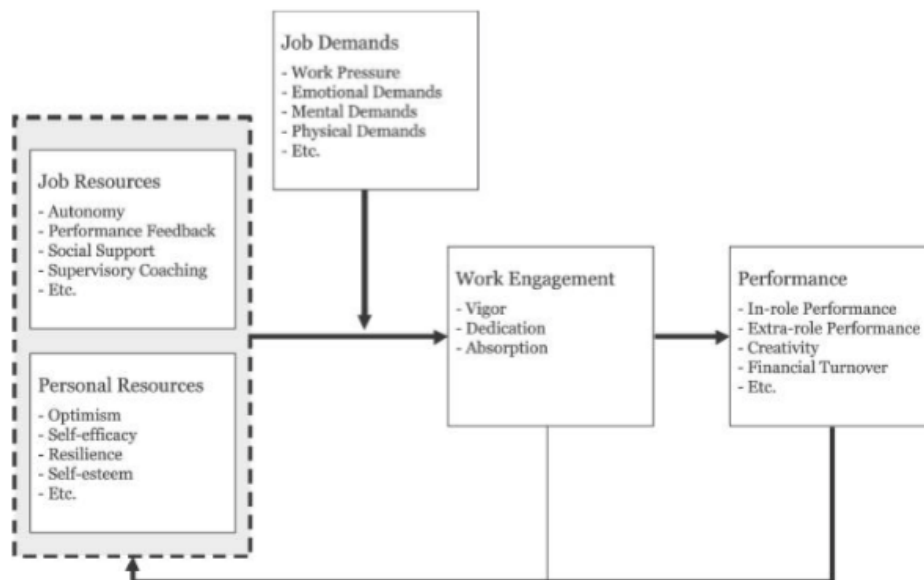 Job Demands
- Work Pressure
- Emotional Demands
- Mental Demands
- Physical Demands
- Etc.
Job Resources
- Autonomy
- Performance Feedback
- Social Support
- Supervisory Coaching
- Etc.
Personal Resources
- Optimism
- Self-efficacy
- Resilience
- Self-esteem
- Etc.
Work Engagement
- Vigor
- Dedication
- Absorption
Performance
- In-role Performance
- Extra-role Performance
- Creativity
- Financial Turnover
- Etc.